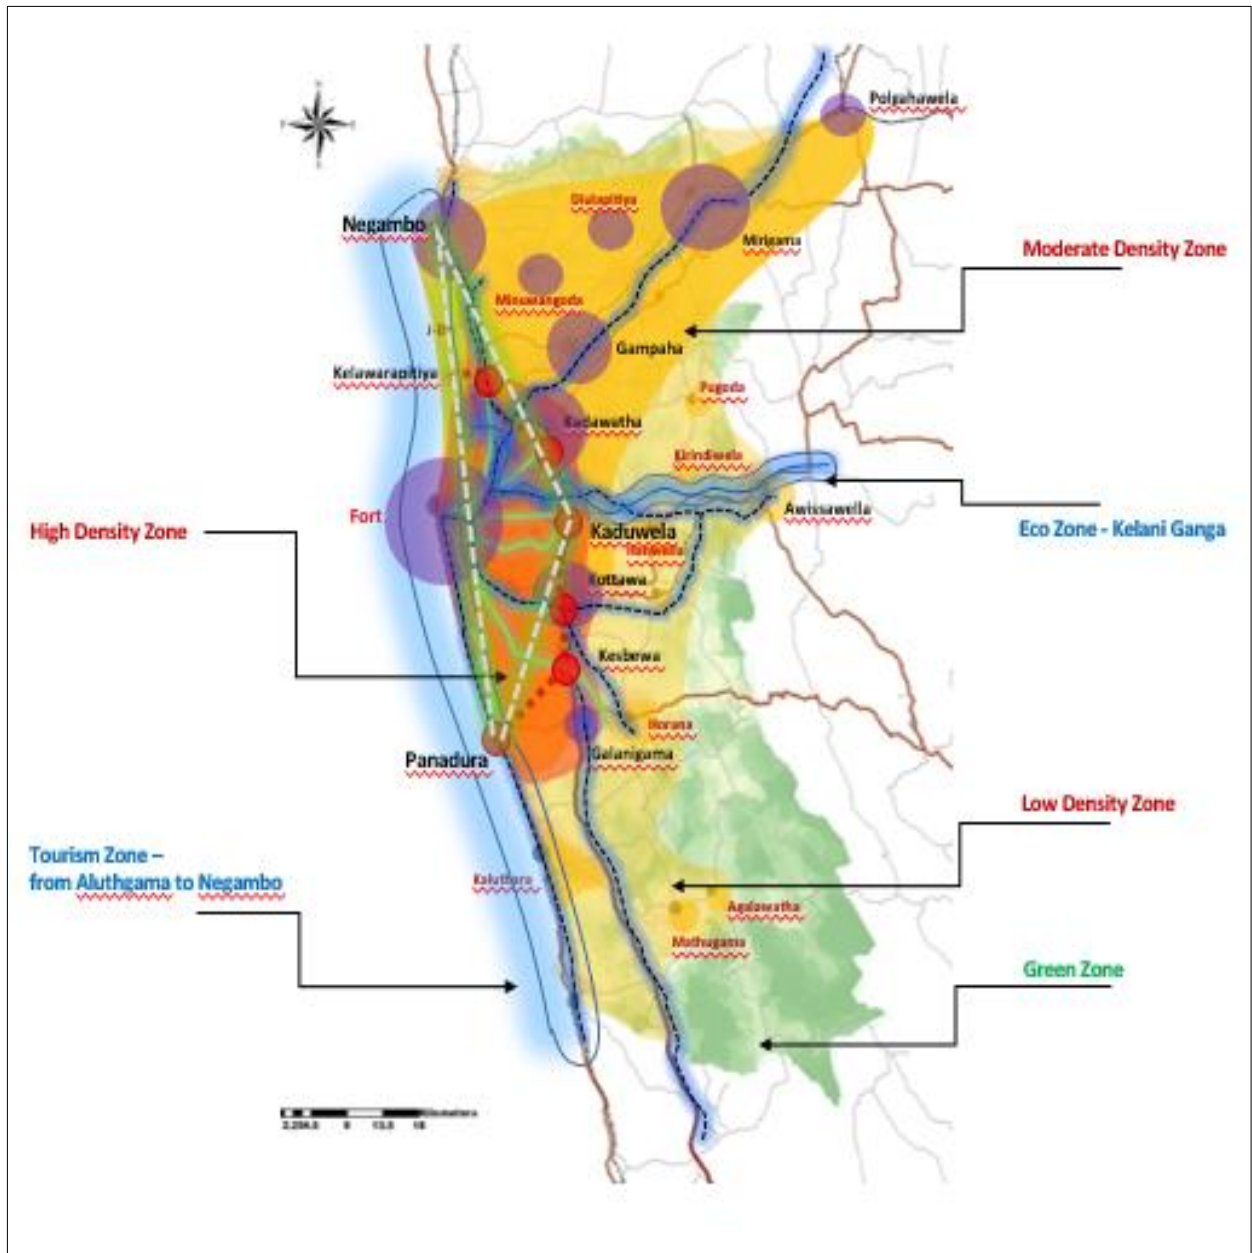 Polgahawela
Negambo
Divlapitiya
Mirigama
Moderate Density Zone
Minuwangoda
Gampaha
Kelawarapitiya
Pugoda
Kadawatha
Kirindiwela
Awissawella
Fort
High Density Zone
Kaduwela
Eco Zone - Kelani Ganga
Kottawa
Kesbewa
Horana
Galanigama
Panadura
Low Density Zone
Tourism Zone –
from Aluthgama to Negambo
Kaluthara
Agalawatha
Mathugama
Green Zone